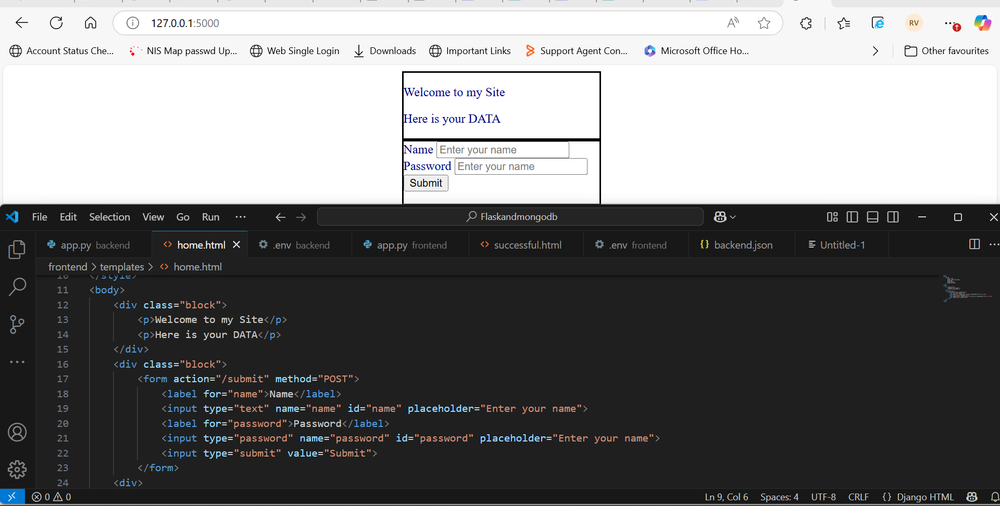 127.0.0.1:5000
RV
Account Status Che...
NIS Map passwd Up...
Web Single Login
Downloads
Important Links
Support Agent Con...
Microsoft Office Ho...
Other favourites
Welcome to my Site
Here is your DATA
Name Enter your name
Password Enter your name
Submit
File Edit Selection View Go Run ... Flaskandmongodb
app.py backend home.html .env backend app.py frontend successful.html .env frontend {} backend.json Untitled-1 ...
frontend > templates > <> home.html
10 </style>
11 <body>
12 <div class="block">
13 <p>Welcome to my Site</p>
14 <p>Here is your DATA</p>
15 </div>
16 <div class="block">
17 <form action="/submit" method="POST">
18 <label for="name">Name</label>
19 <input type="text" name="name" id="name" placeholder="Enter your name">
20 <label for="password">Password</label>
21 <input type="password" name="password" id="password" placeholder="Enter your name">
22 <input type="submit" value="Submit">
23 </form>
24 <div>
0 0 Ln 9, Col 6 Spaces: 4 UTF-8 CRLF {} Django HTML